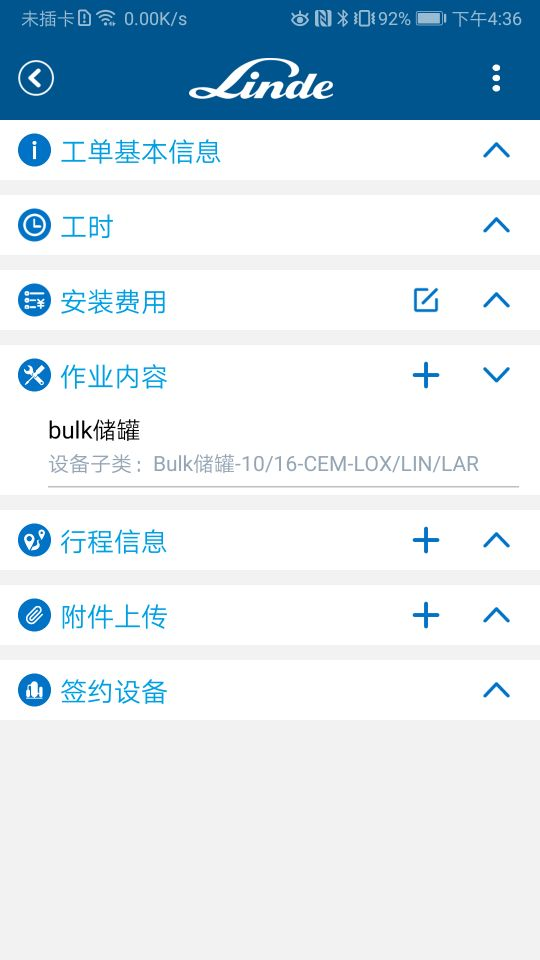 未插卡 0.00K/s 92% 下午4:36
Linde
工单基本信息
工时
安装费用
作业内容
bulk储罐
设备子类：Bulk储罐-10/16-CEM-LOX/LIN/LAR
行程信息
附件上传
签约设备